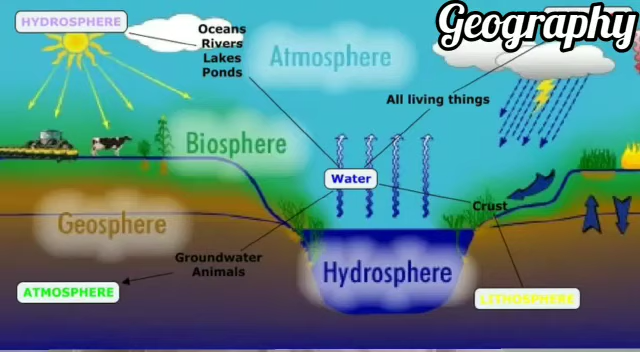 Geography
HYDROSPHERE
Oceans
Rivers
Lakes
Ponds
Atmosphere
All living things
Biosphere
Water
Crust
Geosphere
Groundwater
Animals
Hydrosphere
ATMOSPHERE
LITHOSPHERE